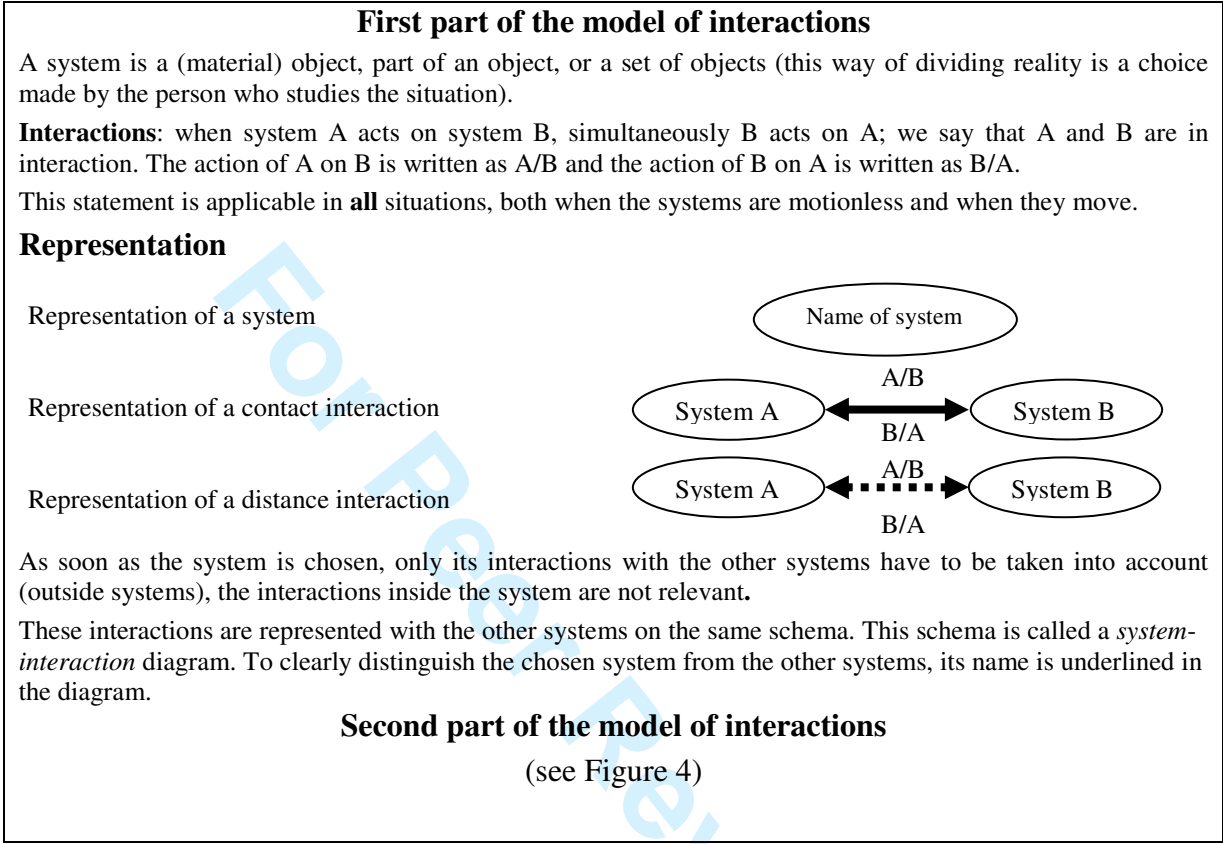 First part of the model of interactions
A system is a (material) object, part of an object, or a set of objects (this way of dividing reality is a choice
made by the person who studies the situation).
Interactions: when system A acts on system B, simultaneously B acts on A; we say that A and B are in
interaction. The action of A on B is written as A/B and the action of B on A is written as B/A.
This statement is applicable in all situations, both when the systems are motionless and when they move.
Representation
Representation of a system
Name of system
Representation of a contact interaction
System A
A/B
B/A
System B
Representation of a distance interaction
System A
A/B
B/A
System B
As soon as the system is chosen, only its interactions with the other systems have to be taken into account
(outside systems), the interactions inside the system are not relevant.
These interactions are represented with the other systems on the same schema. This schema is called a system-
interaction diagram. To clearly distinguish the chosen system from the other systems, its name is underlined in
the diagram.
Second part of the model of interactions
(see Figure 4)
For Peer Rev